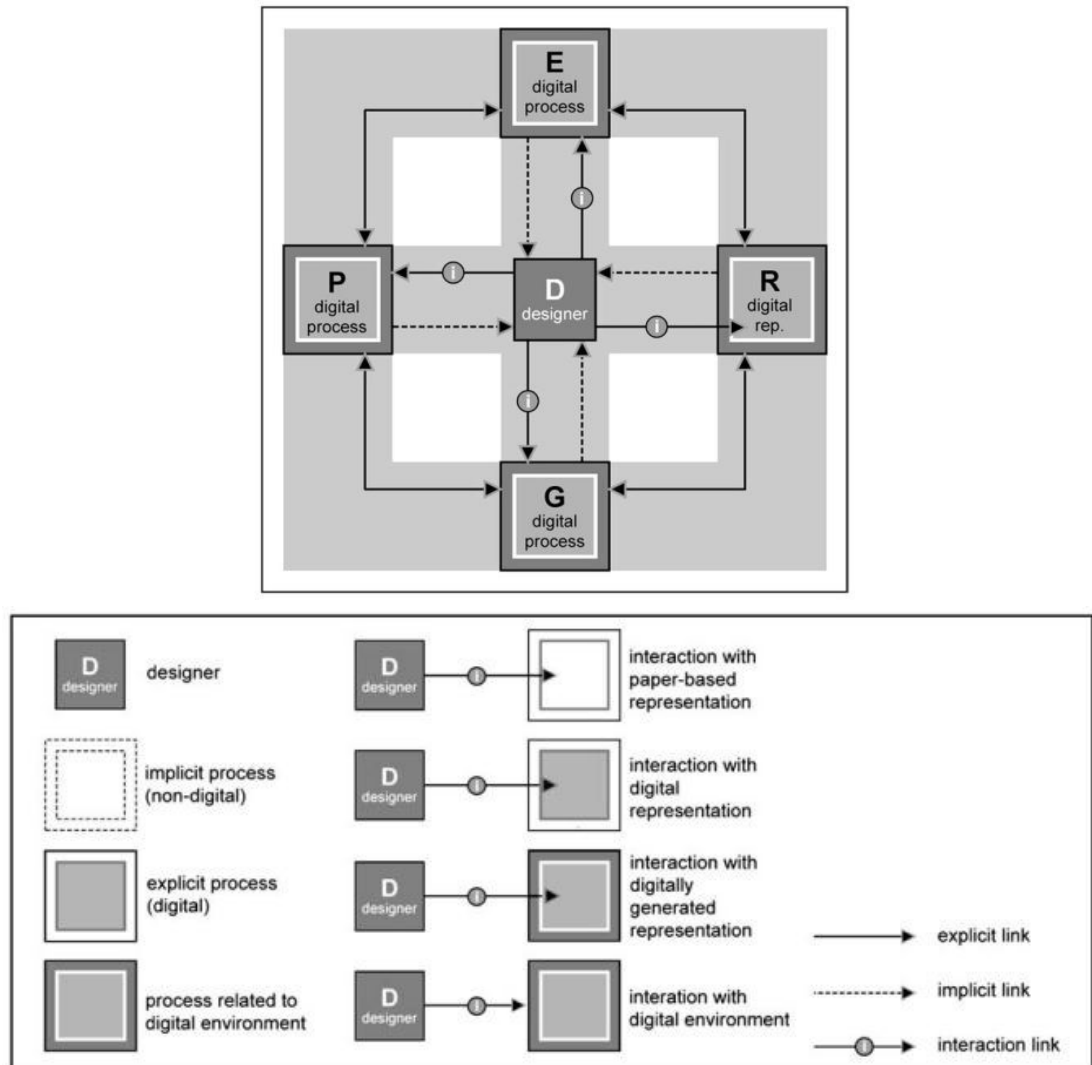 E
digital
process
i
P
digital
process
i
D
designer
R
digital
rep.
i
i
G
digital
process
D
designer
designer
D
designer
i
interaction with
paper-based
representation
implicit process
(non-digital)
D
designer
i
interaction with
digital
representation
explicit process
(digital)
D
designer
i
interaction with
digitally
generated
representation
explicit link
process related to
digital environment
D
designer
i
interation with
digital environment
implicit link
i
interaction link